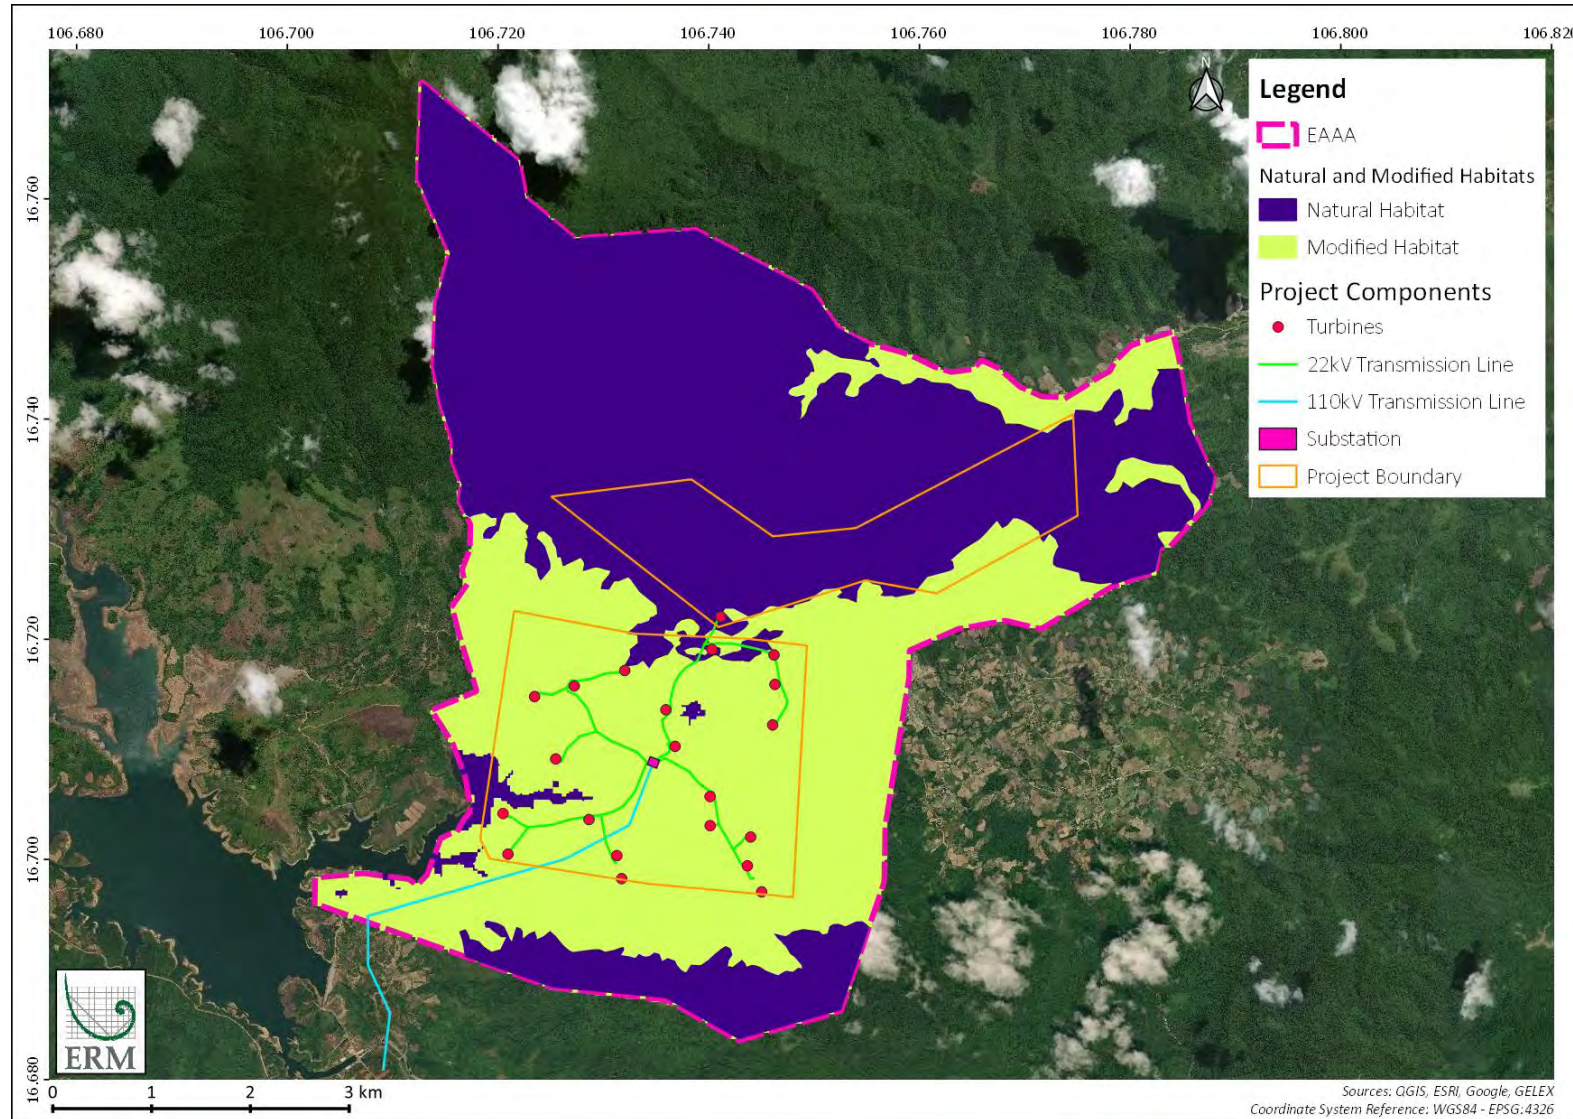 106.680 106.700 106.720 106.740 106.760 106.780 106.800 106.820
16.760
16.740
16.720
16.700
16.680
N
Legend
EAAA
Natural and Modified Habitats
Natural Habitat
Modified Habitat
Project Components
Turbines
22kV Transmission Line
110kV Transmission Line
Substation
Project Boundary
ERM
0 1 2 3 km
Sources: QGIS, ESRI, Google, GELEX
Coordinate System Reference: WGS84 - EPSG:4326